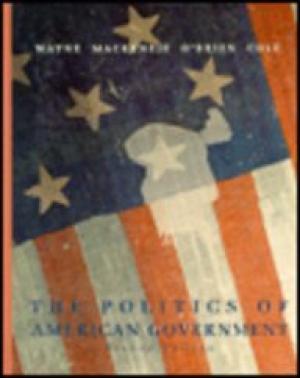 WAYNE MACKENZIE O'BRIEN COLE
THE POLITICS OF
AMERICAN GOVERNMENT